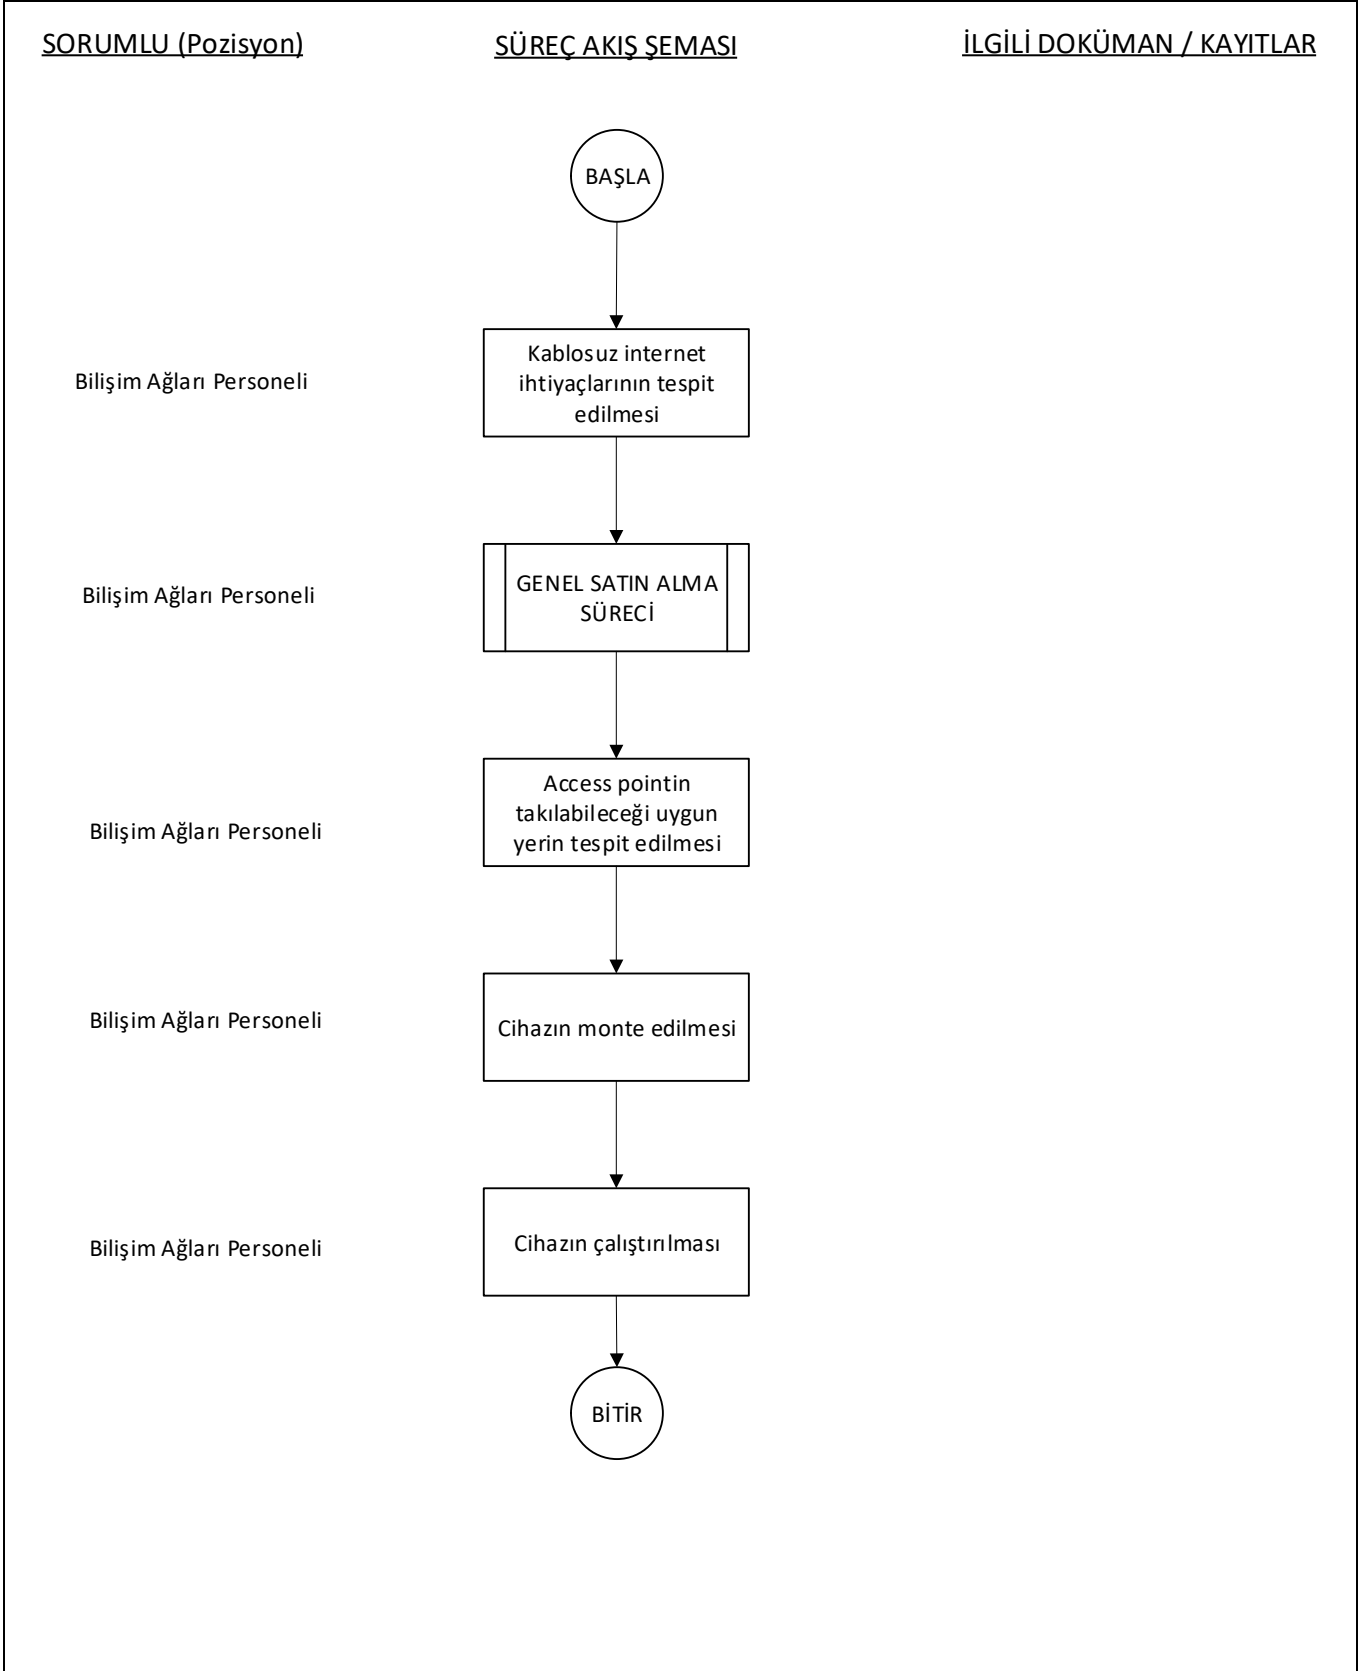 SORUMLU (Pozisyon)
SÜREÇ AKIŞ ŞEMASI
İLGİLİ DOKÜMAN / KAYITLAR
BAŞLA
Bilişim Ağları Personeli
Kablosuz internet
ihtiyaçlarının tespit
edilmesi
Bilişim Ağları Personeli
GENEL SATIN ALMA
SÜRECİ
Bilişim Ağları Personeli
Access pointin
takılabileceği uygun
yerin tespit edilmesi
Bilişim Ağları Personeli
Cihazın monte edilmesi
Bilişim Ağları Personeli
Cihazın çalıştırılması
BİTİR